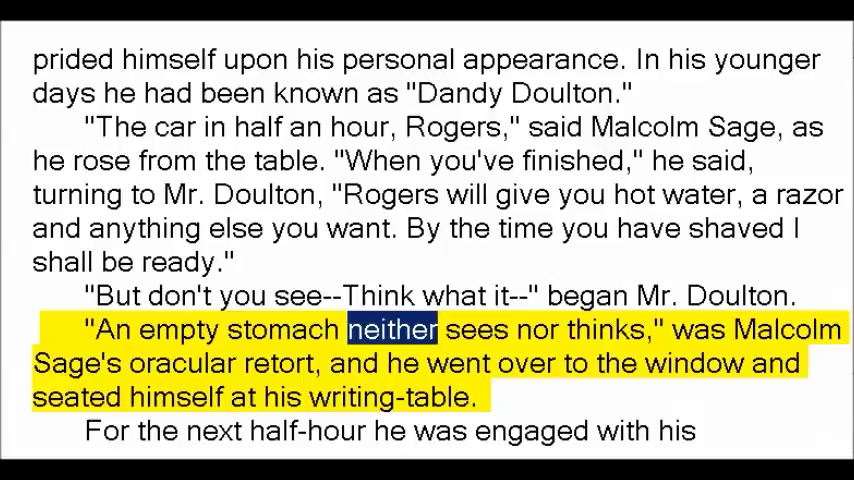 prided himself upon his personal appearance. In his younger
days he had been known as "Dandy Doulton."
"The car in half an hour, Rogers," said Malcolm Sage, as
he rose from the table. "When you've finished," he said,
turning to Mr. Doulton, "Rogers will give you hot water, a razor
and anything else you want. By the time you have shaved I
shall be ready."
"But don't you see--Think what it--" began Mr. Doulton.
"An empty stomach neither sees nor thinks," was Malcolm
Sage's oracular retort, and he went over to the window and
seated himself at his writing-table.
For the next half-hour he was engaged with his